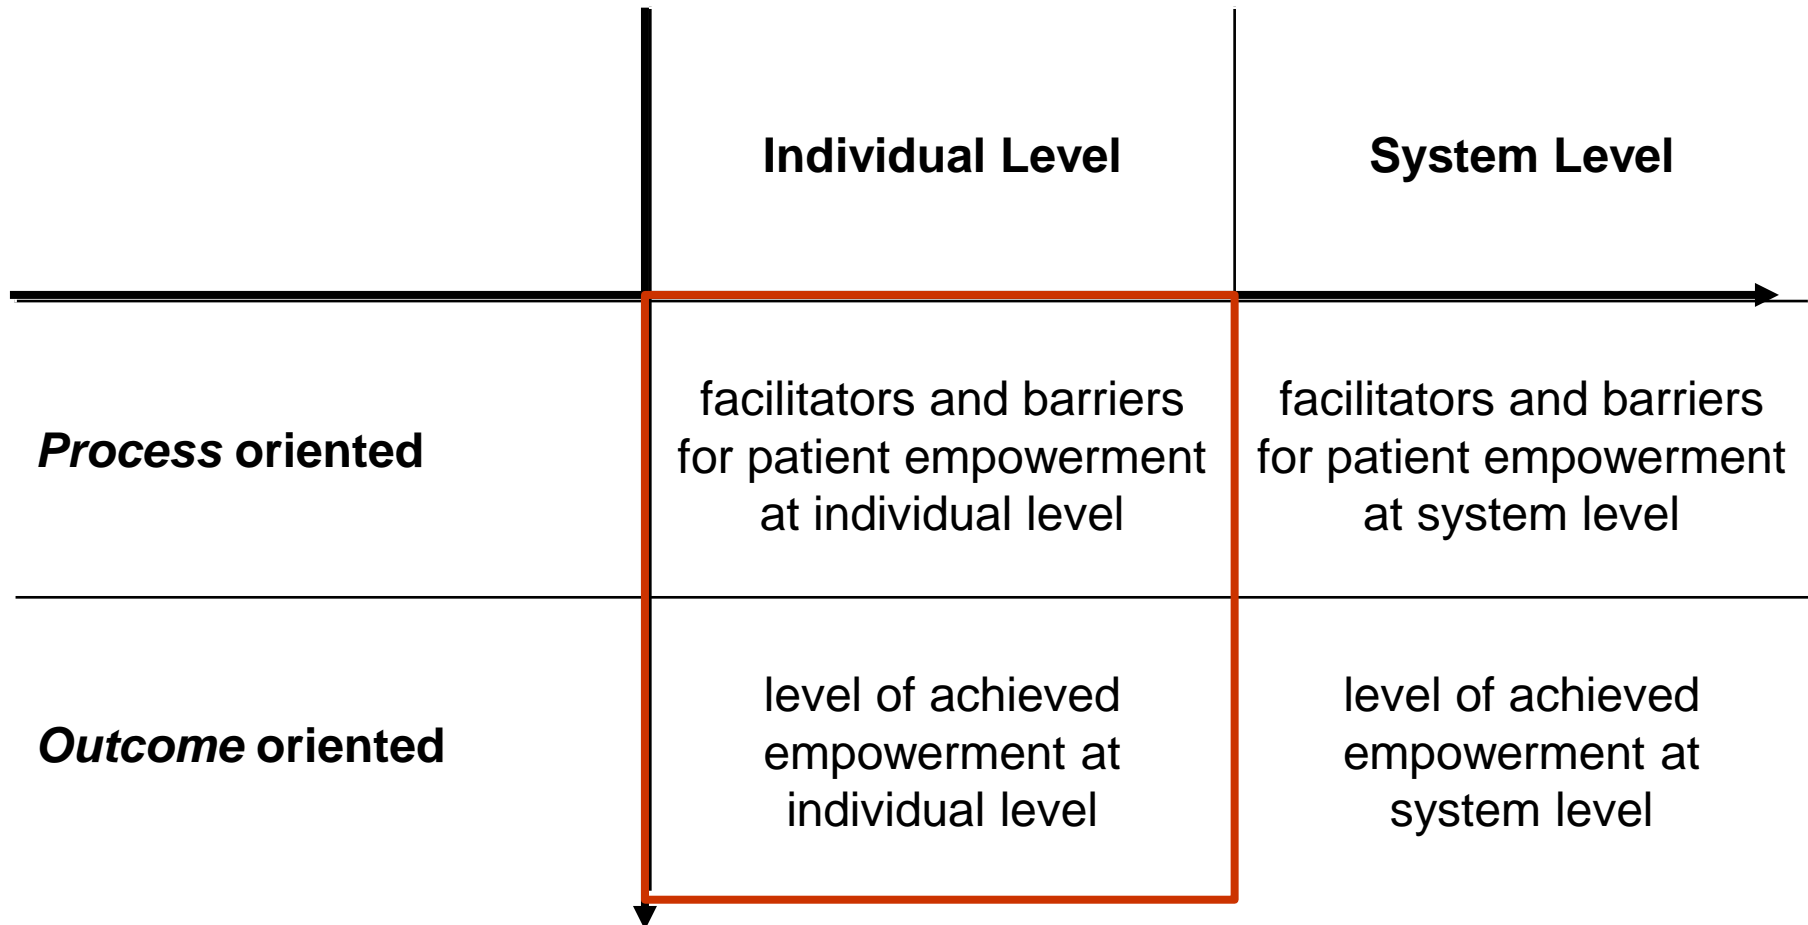 Individual Level
System Level
Process oriented
facilitators and barriers
for patient empowerment
at individual level
facilitators and barriers
for patient empowerment
at system level
Outcome oriented
level of achieved
empowerment at
individual level
level of achieved
empowerment at
system level